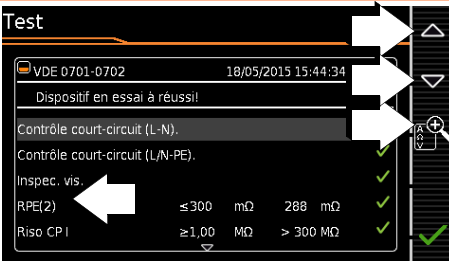 Test
VDE 0701-0702 18/05/2015 15:44:34
Dispositif en essai à réussi!
Contrôle court-circuit (L-N).
Contrôle court-circuit (L/N-PE).
Inspec. vis.
RPE(2) ≤300 mΩ 288 mΩ
Riso CP I ≥1,00 MΩ > 300 MΩ
A
Ω
V